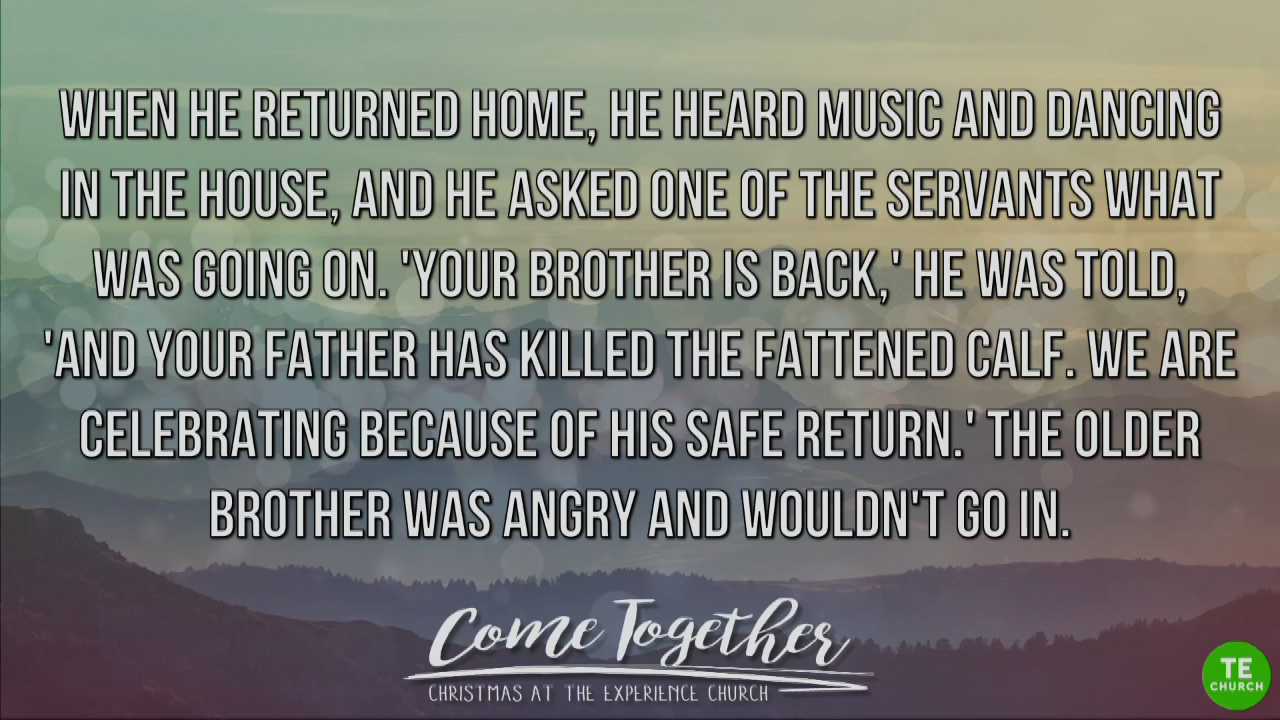 WHEN HE RETURNED HOME, HE HEARD MUSIC AND DANCING
IN THE HOUSE, AND HE ASKED ONE OF THE SERVANTS WHAT
WAS GOING ON. 'YOUR BROTHER IS BACK,' HE WAS TOLD,
'AND YOUR FATHER HAS KILLED THE FATTENED CALF. WE ARE
CELEBRATING BECAUSE OF HIS SAFE RETURN.' THE OLDER
BROTHER WAS ANGRY AND WOULDN'T GO IN.
Come Together
CHRISTMAS AT THE EXPERIENCE CHURCH
TE
CHURCH